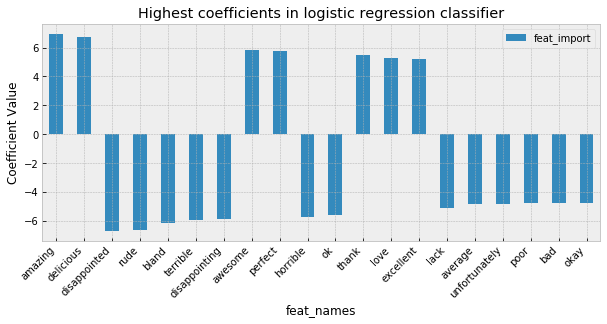 Highest coefficients in logistic regression classifier
feat_import
Coefficient Value
6
4
2
0
−2
−4
−6
amazing
delicious
disappointed
rude
bland
terrible
disappointing
awesome
perfect
horrible
ok
thank
love
excellent
lack
average
unfortunately
poor
bad
okay
feat_names